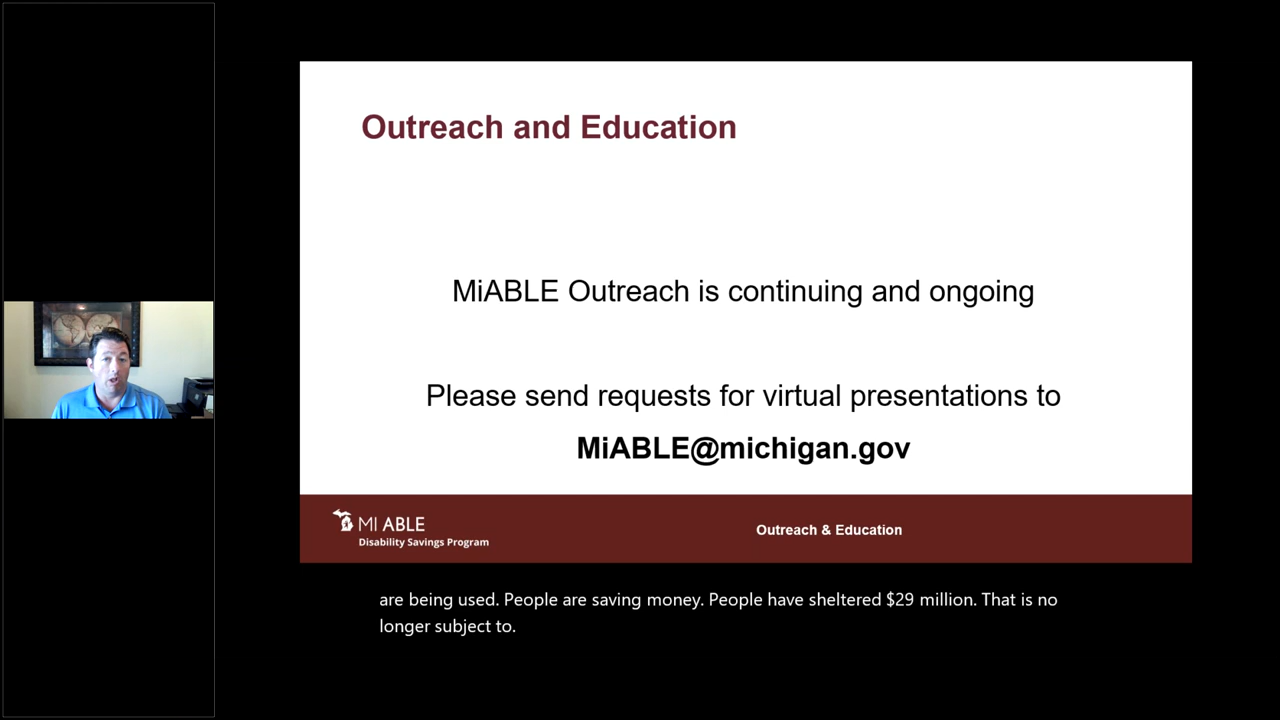 Outreach and Education
MiABLE Outreach is continuing and ongoing
Please send requests for virtual presentations to
MiABLE@michigan.gov
MI ABLE
Disability Savings Program
Outreach & Education
are being used. People are saving money. People have sheltered $29 million. That is no
longer subject to.